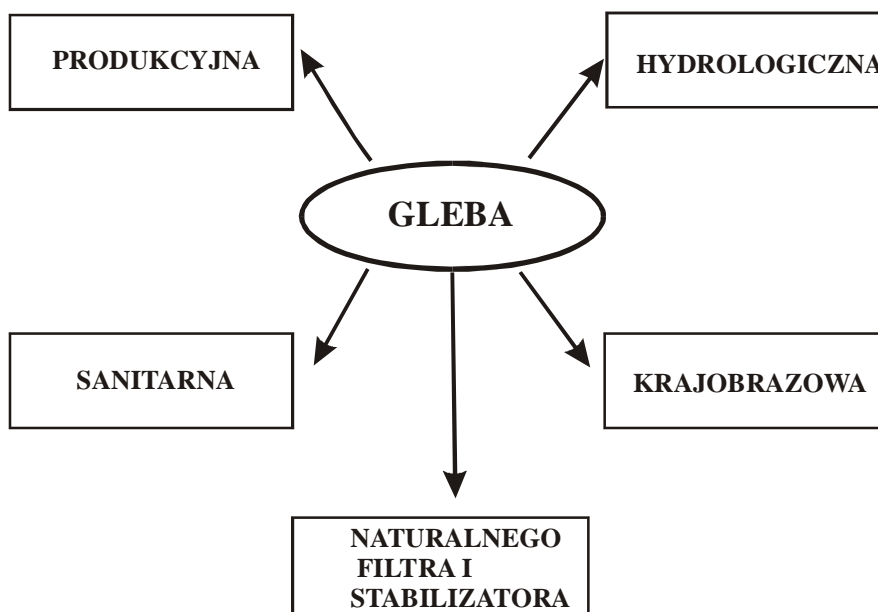 PRODUKCYJNA
HYDROLOGICZNA
GLEBA
SANITARNA
KRAJOBRAZOWA
NATURALNEGO
FILTRA I
STABILIZATORA